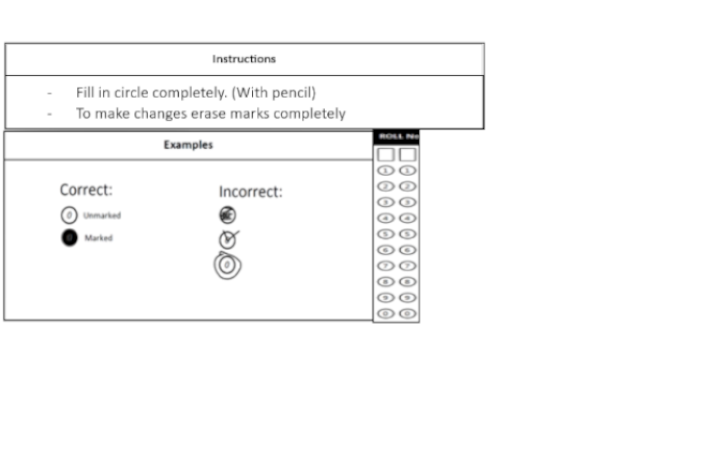 Instructions
- Fill in circle completely. (With pencil)
- To make changes erase marks completely
ROLL No
Examples
Correct:
Incorrect:
0 Unmarked
0 Marked
0
1 1
2 2
3 3
4 4
5 5
6 6
7 7
8 8
9 9
0 0